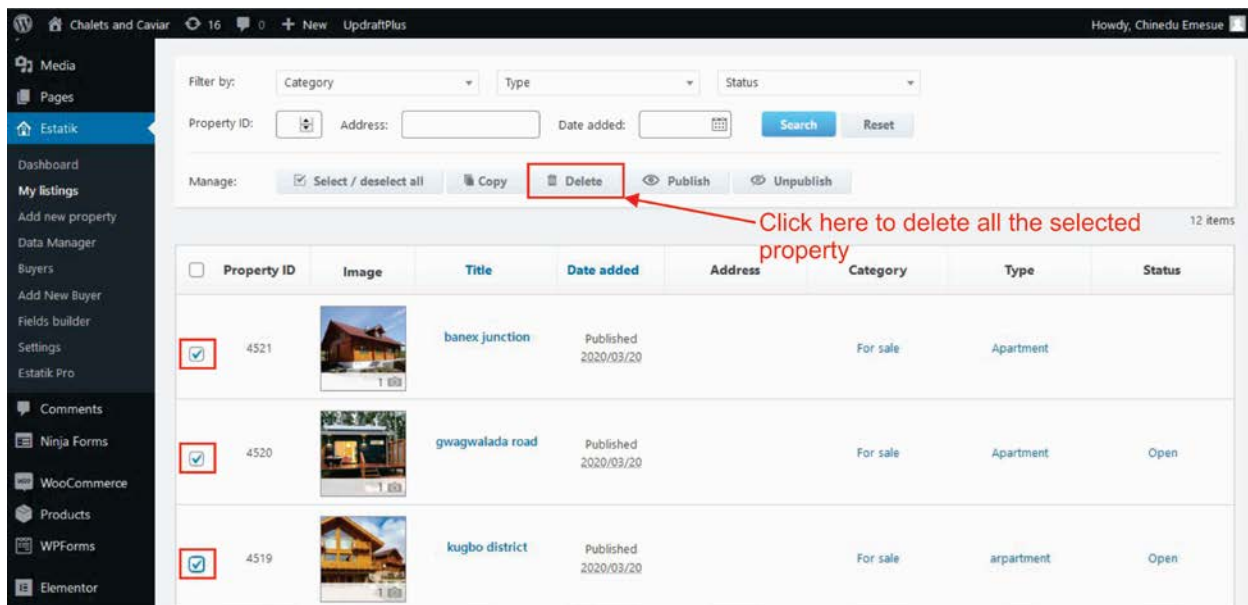 Chalets and Caviar 16 0 New UpdraftPlus Howdy, Chinedu Emesue
Media
Pages
Estatik
Dashboard
My listings
Add new property
Data Manager
Buyers
Add New Buyer
Fields builder
Settings
Estatik Pro
Comments
Ninja Forms
WooCommerce
Products
WPForms
Elementor
Filter by: Category Type Status
Property ID: Address: Date added: Search Reset
Manage: Select / deselect all Copy Delete Publish Unpublish
Click here to delete all the selected
property
12 items
Property ID Image Title Date added Address Category Type Status
4521 1 banex junction Published For sale Apartment
2020/03/20
4520 1 gwagwalada road Published For sale Apartment Open
2020/03/20
4519 1 kugbo district Published For sale arpartment Open
2020/03/20